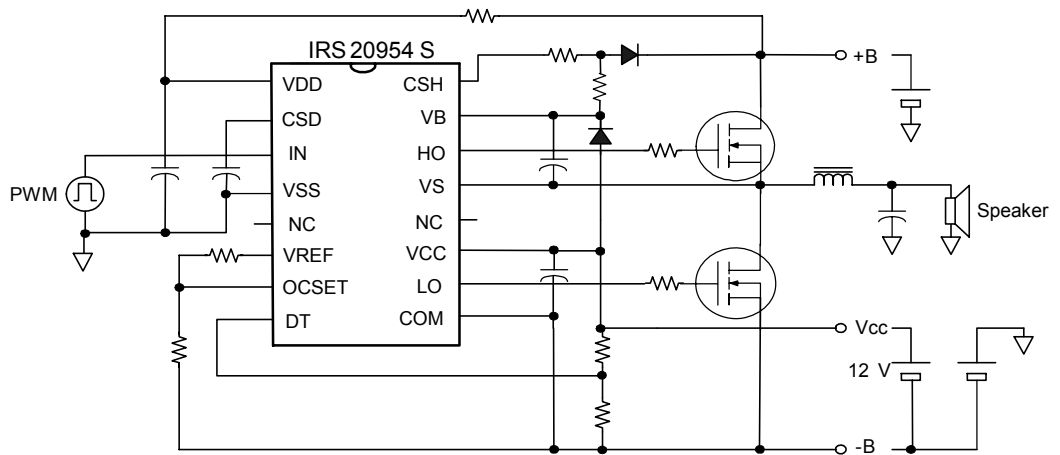 IRS 20954 S
VDD
CSD
IN
VSS
NC
VREF
OCSET
DT
CSH
VB
HO
VS
NC
VCC
LO
COM
PWM
+B
Speaker
Vcc
12 V
-B